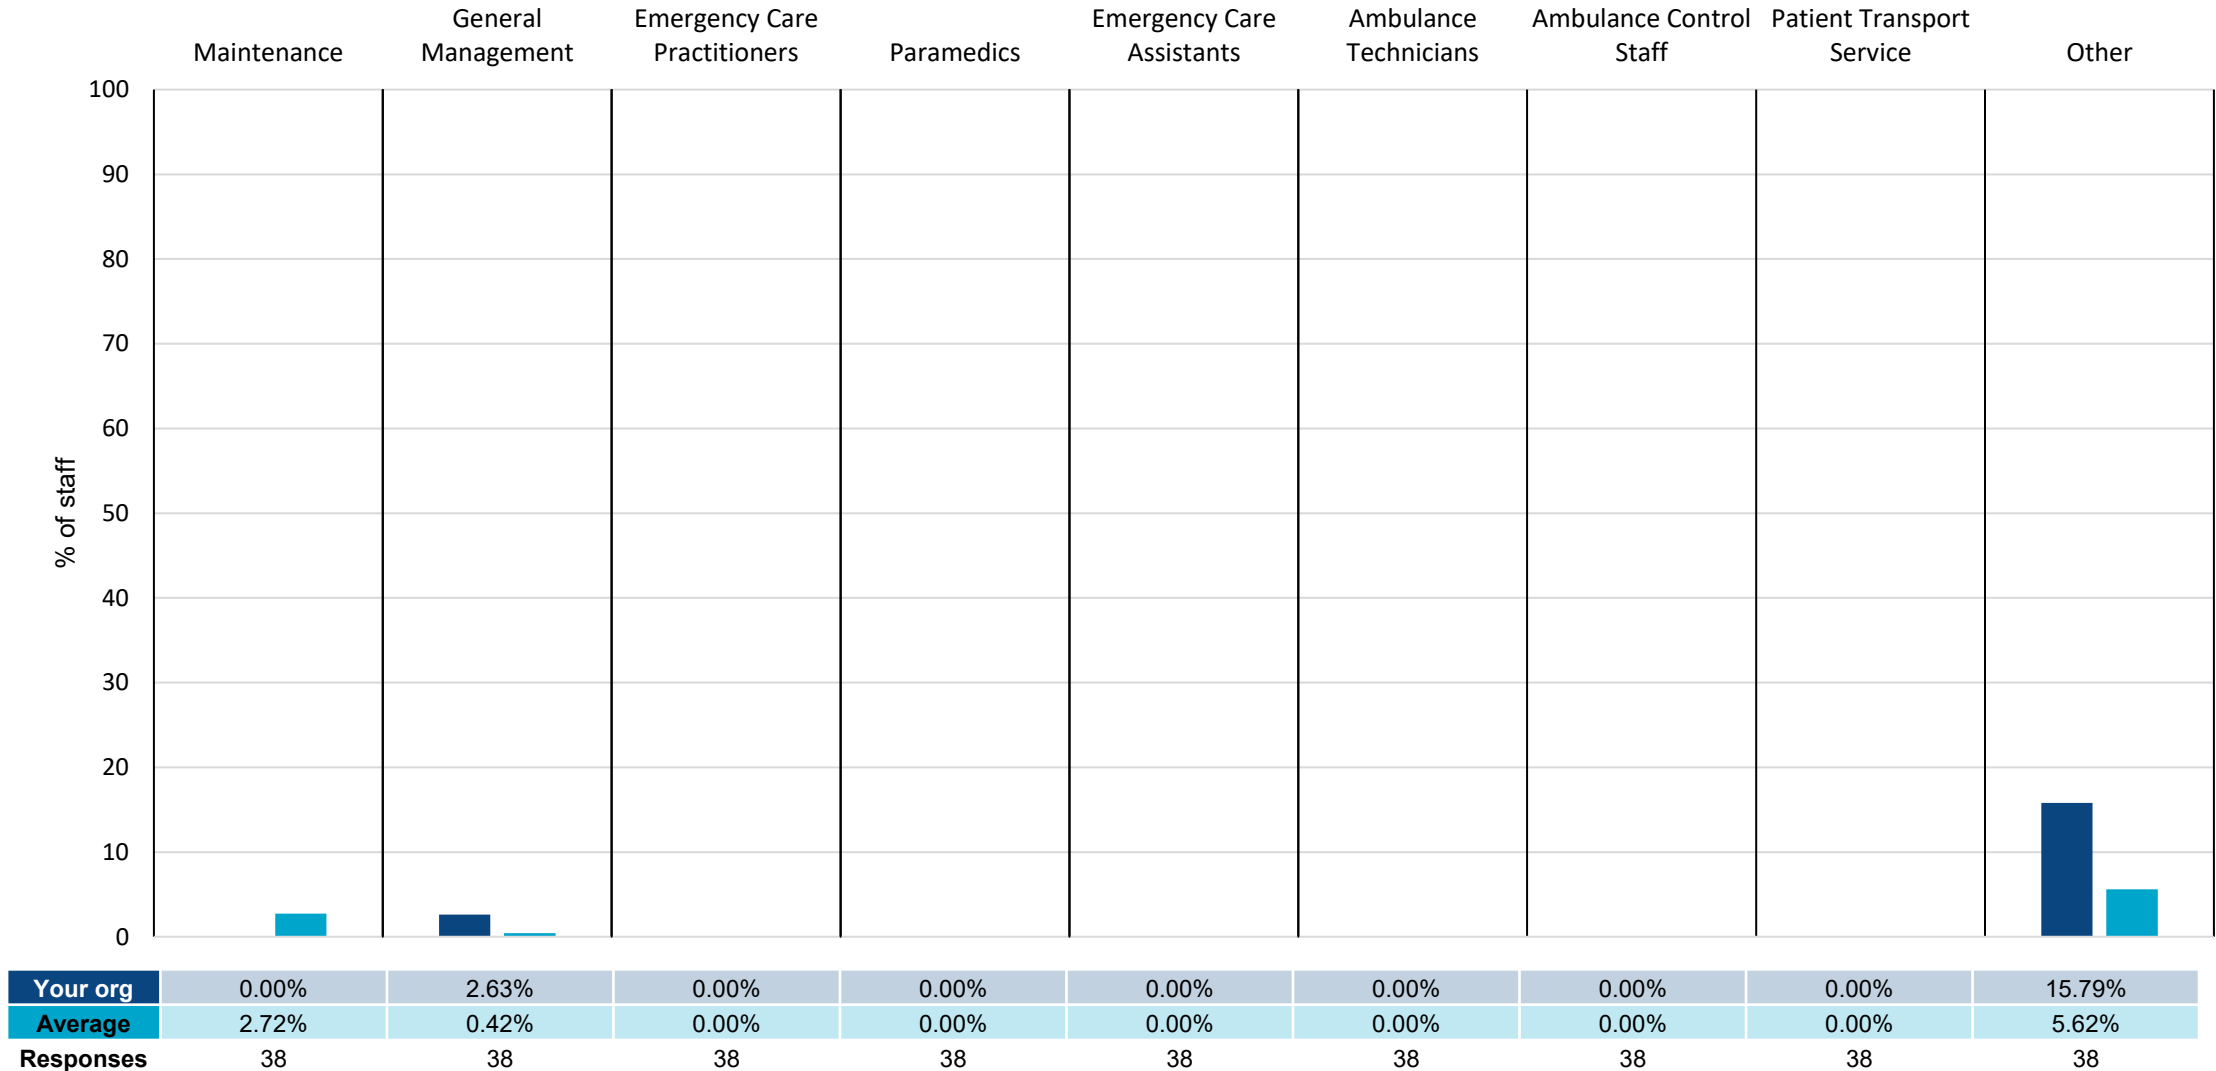 Maintenance
General
Management
Emergency Care
Practitioners
Paramedics
Emergency Care
Assistants
Ambulance
Technicians
Ambulance Control
Staff
Patient Transport
Service
Other
% of staff
100
90
80
70
60
50
40
30
20
10
0
Your org 0.00% 2.63% 0.00% 0.00% 0.00% 0.00% 0.00% 0.00% 15.79%
Average 2.72% 0.42% 0.00% 0.00% 0.00% 0.00% 0.00% 0.00% 5.62%
Responses 38 38 38 38 38 38 38 38 38